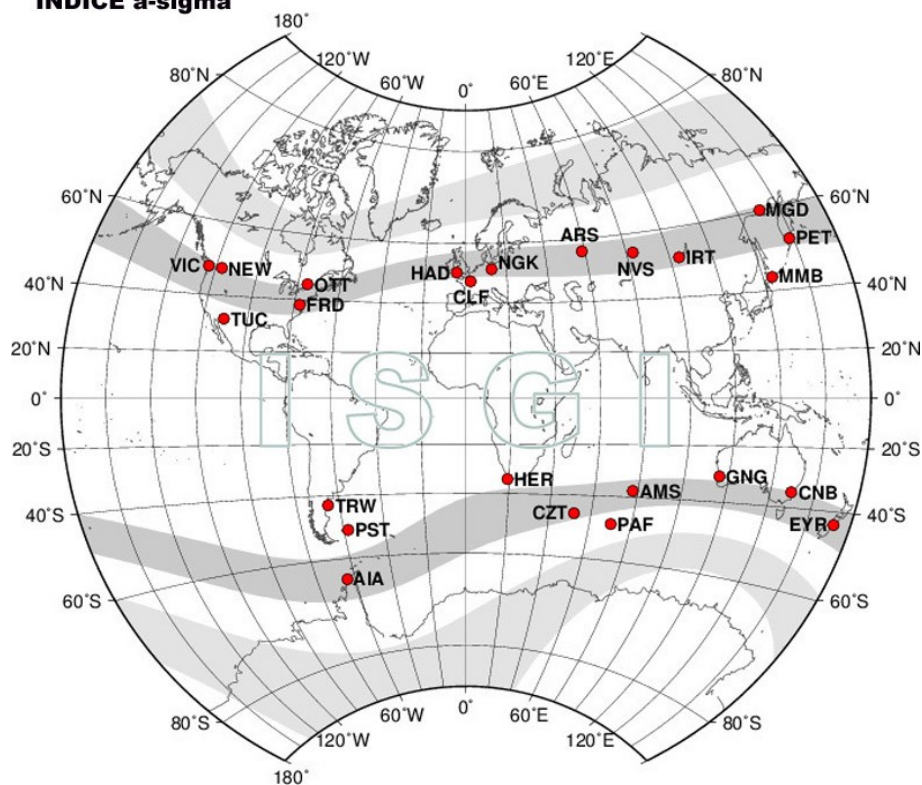 INDICE a-sigma
180°
120°W
120°E
80°N
60°W
60°E
80°N
0°
60°N
60°N
MGD
PET
ARS
VIC
NEW
HAD
NGK
NVS
IRT
MMB
40°N
OTT
CLF
40°N
FRD
TUC
20°N
20°N
ISGI
0°
0°
20°S
20°S
HER
GNG
AMS
CNB
TRW
CZT
40°S
PST
PAF
EYR
40°S
AIA
60°S
60°S
80°S
0°
80°S
60°W
60°E
120°W
120°E
180°